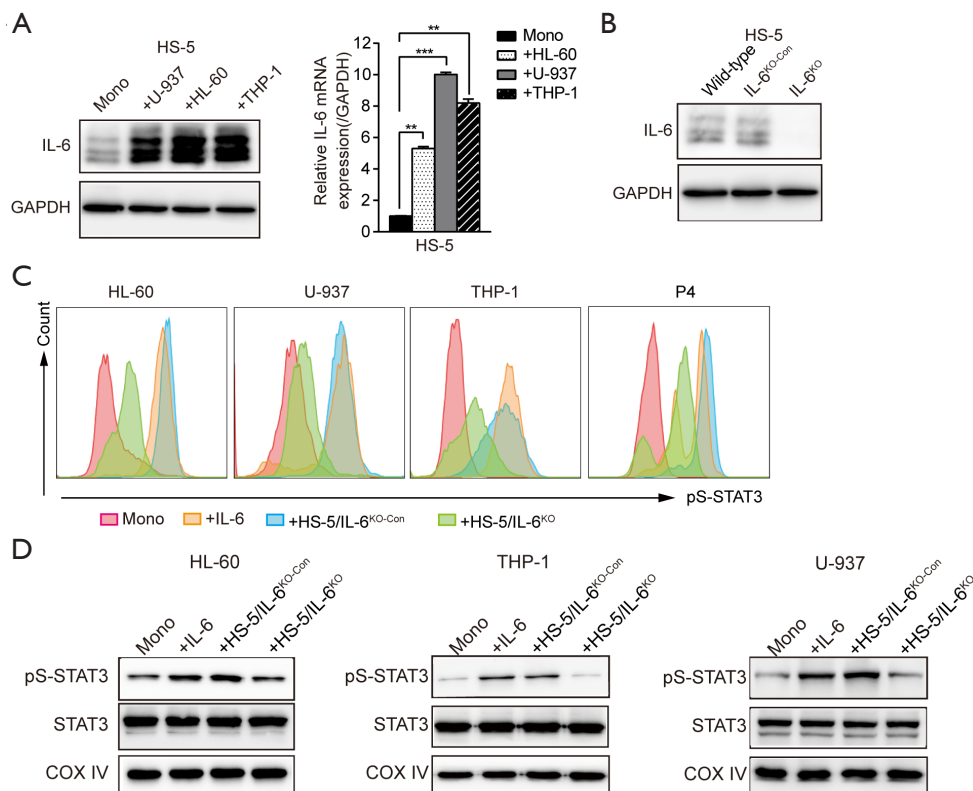 A
HS-5
Mono
+U-937
+HL-60
+THP-1
IL-6
GAPDH
Relative IL-6 mRNA
expression(/GAPDH)
12
10
8
6
4
2
0
**
***
**
HS-5
Mono
+HL-60
+U-937
+THP-1
B
HS-5
Wild-type
IL-6KO-Con
IL-6KO
IL-6
GAPDH
C
HL-60
U-937
THP-1
P4
Count
pS-STAT3
Mono
+IL-6
+HS-5/IL-6KO-Con
+HS-5/IL-6KO
D
HL-60
Mono
+IL-6
+HS-5/IL-6KO-Con
+HS-5/IL-6KO
pS-STAT3
STAT3
COX IV
THP-1
Mono
+IL-6
+HS-5/IL-6KO-Con
+HS-5/IL-6KO
pS-STAT3
STAT3
COX IV
U-937
Mono
+IL-6
+HS-5/IL-6KO-Con
+HS-5/IL-6KO
pS-STAT3
STAT3
COX IV